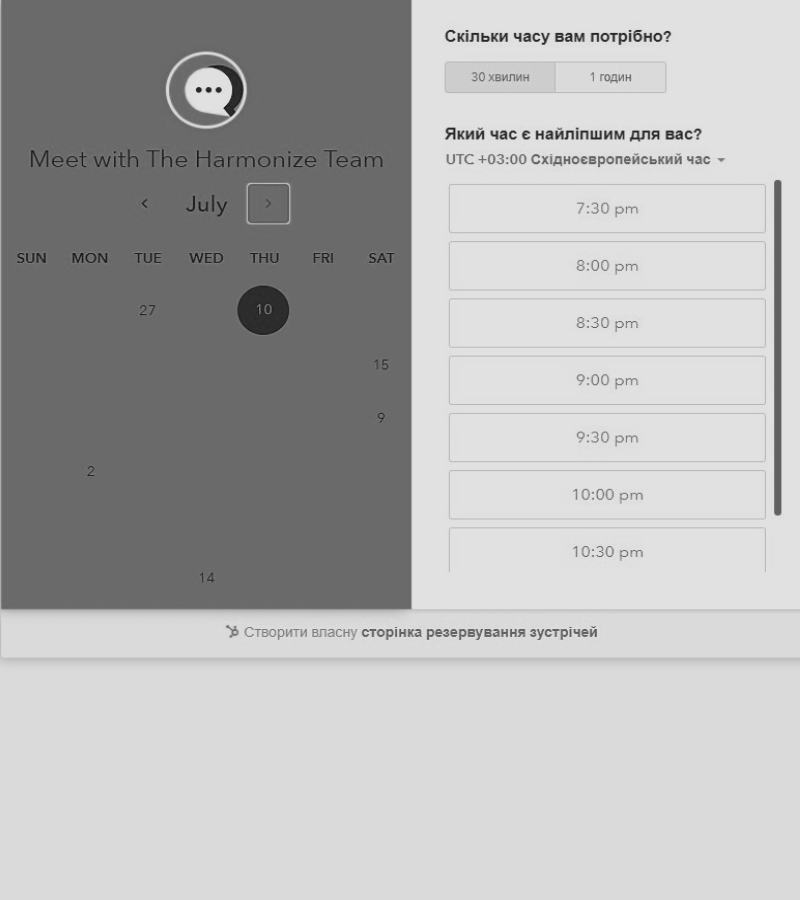 Meet with The Harmonize Team
July
SUN MON TUE WED THU FRI SAT
27 10
15
9
2
14
Скільки часу вам потрібно?
30 хвилин 1 годин
Який час є найліпшим для вас?
UTC +03:00 Східноєвропейський час
7:30 pm
8:00 pm
8:30 pm
9:00 pm
9:30 pm
10:00 pm
10:30 pm
Створити власну сторінка резервування зустрічей